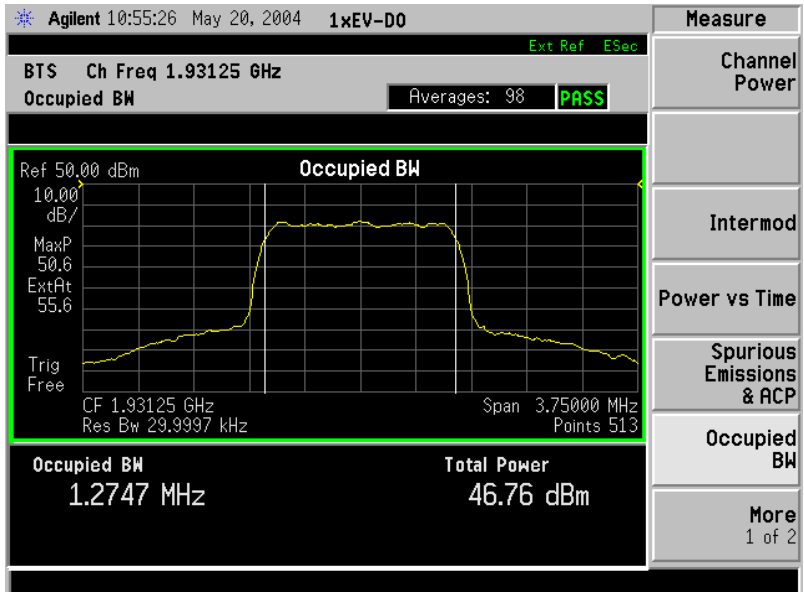 Agilent 10:55:26 May 20, 2004 1xEV-DO
Measure
Ext Ref ESec
BTS Ch Freq 1.93125 GHz
Occupied BW
Averages: 98 PASS
Channel
Power
Ref 50.00 dBm
Occupied BW
10.00
dB/
MaxP
50.6
ExtAt
55.6
Trig
Free
CF 1.93125 GHz
Span 3.75000 MHz
Res Bw 29.9997 kHz
Points 513
Intermod
Power vs Time
Spurious
Emissions
& ACP
Occupied
BW
More
1 of 2
Occupied BW
1.2747 MHz
Total Power
46.76 dBm